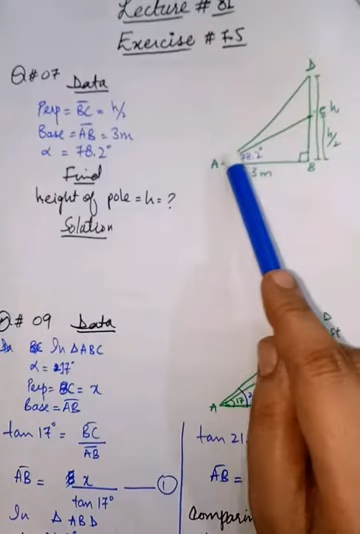 Lecture # 81
Exercise # 7.5
Q#07 Data
Perp = BC = h/2
Base = AB = 3m
α = 78.2°
Find
height of pole = h = ?
Solution
D
C
h
h/2
78.2°
A
B
3m
Q# 09 Data
In ΔABC
α = 17°
Perp = BC = x
Base = AB
tan 17° = BC/AB
AB = x/tan 17° — ①
In ΔABD
D
A
17
tan 21.
AB =
Comparin